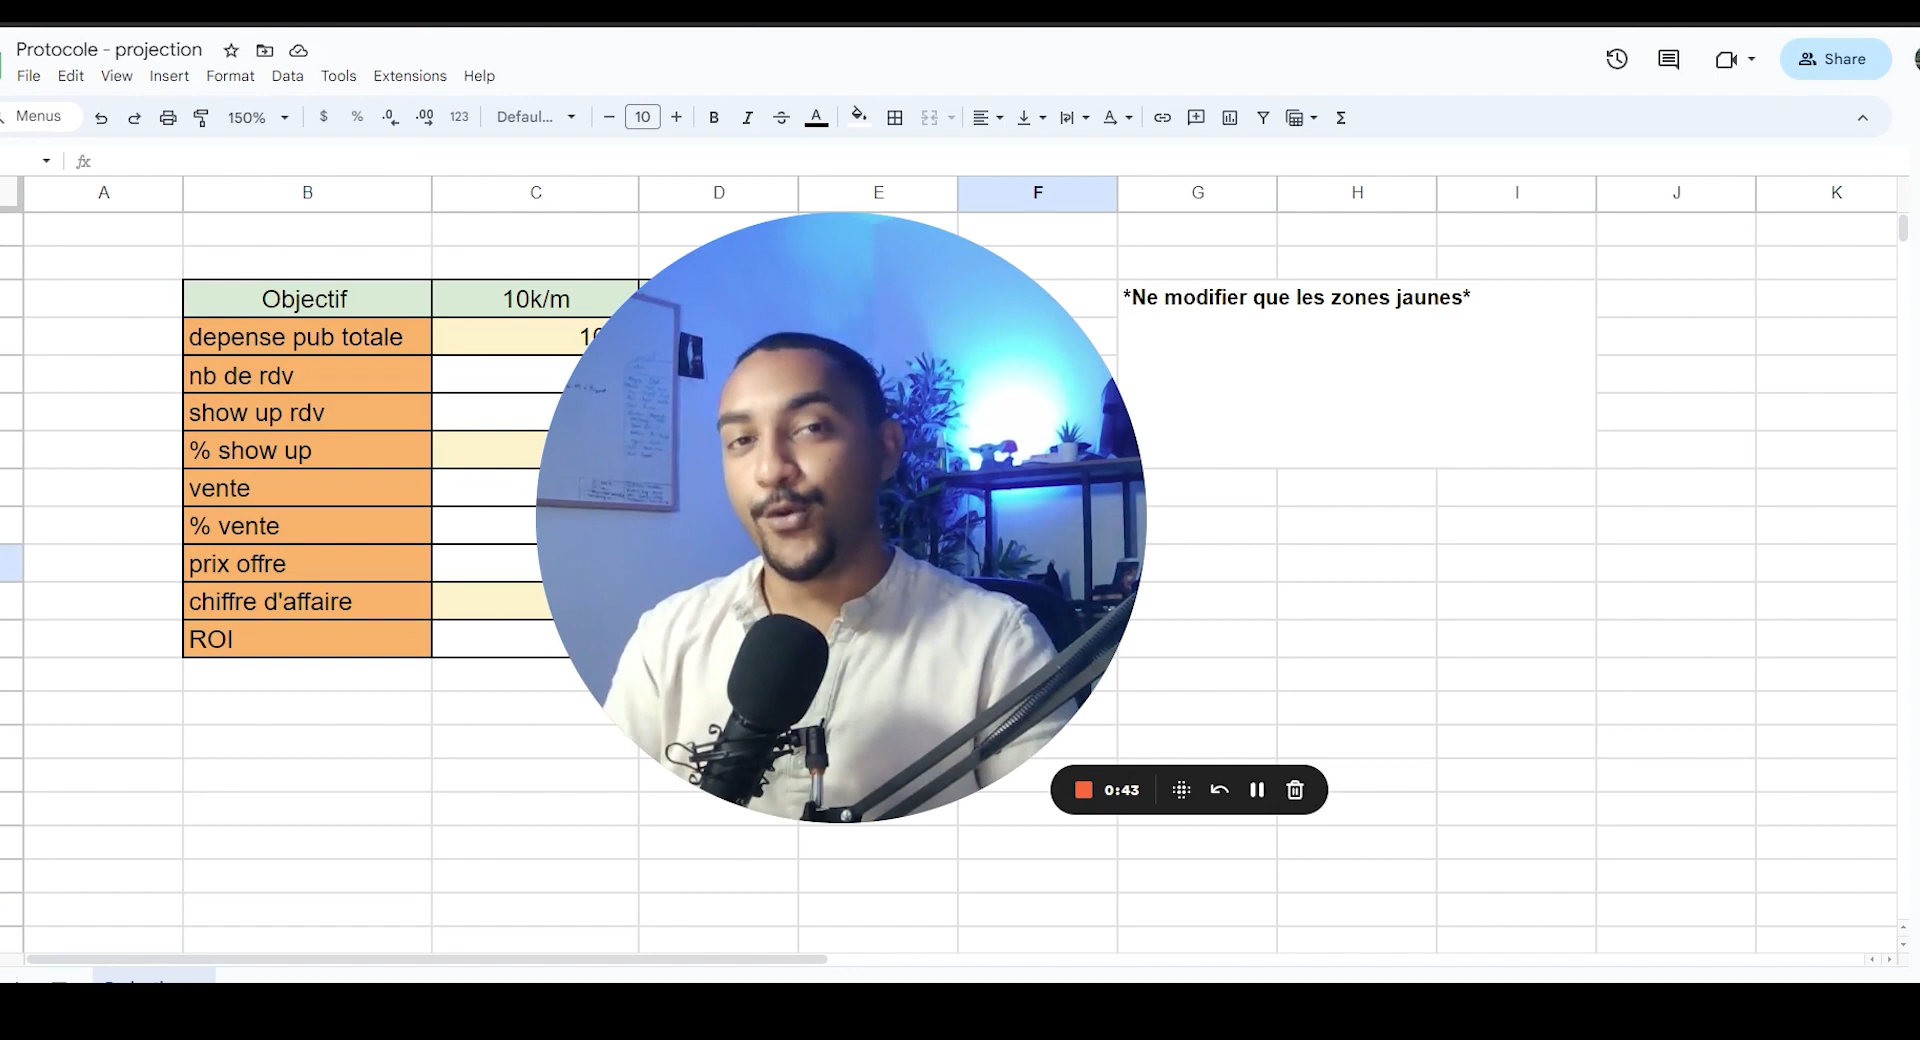 Protocole - projection
File Edit View Insert Format Data Tools Extensions Help
Share
Menus 150% $ % .0 .00 123 Defaul... 10 B I A Σ
fx
A B C D E F G H I J K
Objectif 10k/m
*Ne modifier que les zones jaunes*
depense pub totale
nb de rdv
show up rdv
% show up
vente
% vente
prix offre
chiffre d'affaire
ROI
0:43